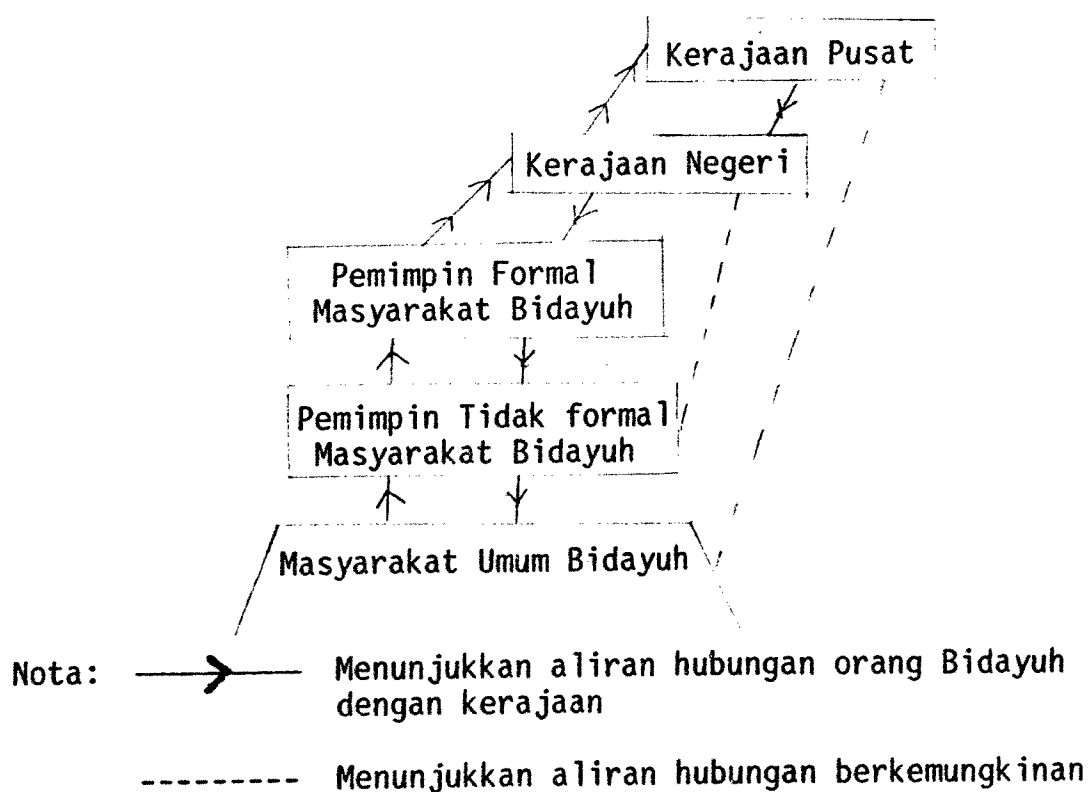 Kerajaan Pusat
Kerajaan Negeri
Pemimpin Formal
Masyarakat Bidayuh
Pemimpin Tidak formal
Masyarakat Bidayuh
Masyarakat Umum Bidayuh
Nota: Menunjukkan aliran hubungan orang Bidayuh
dengan kerajaan
Menunjukkan aliran hubungan berkemungkinan